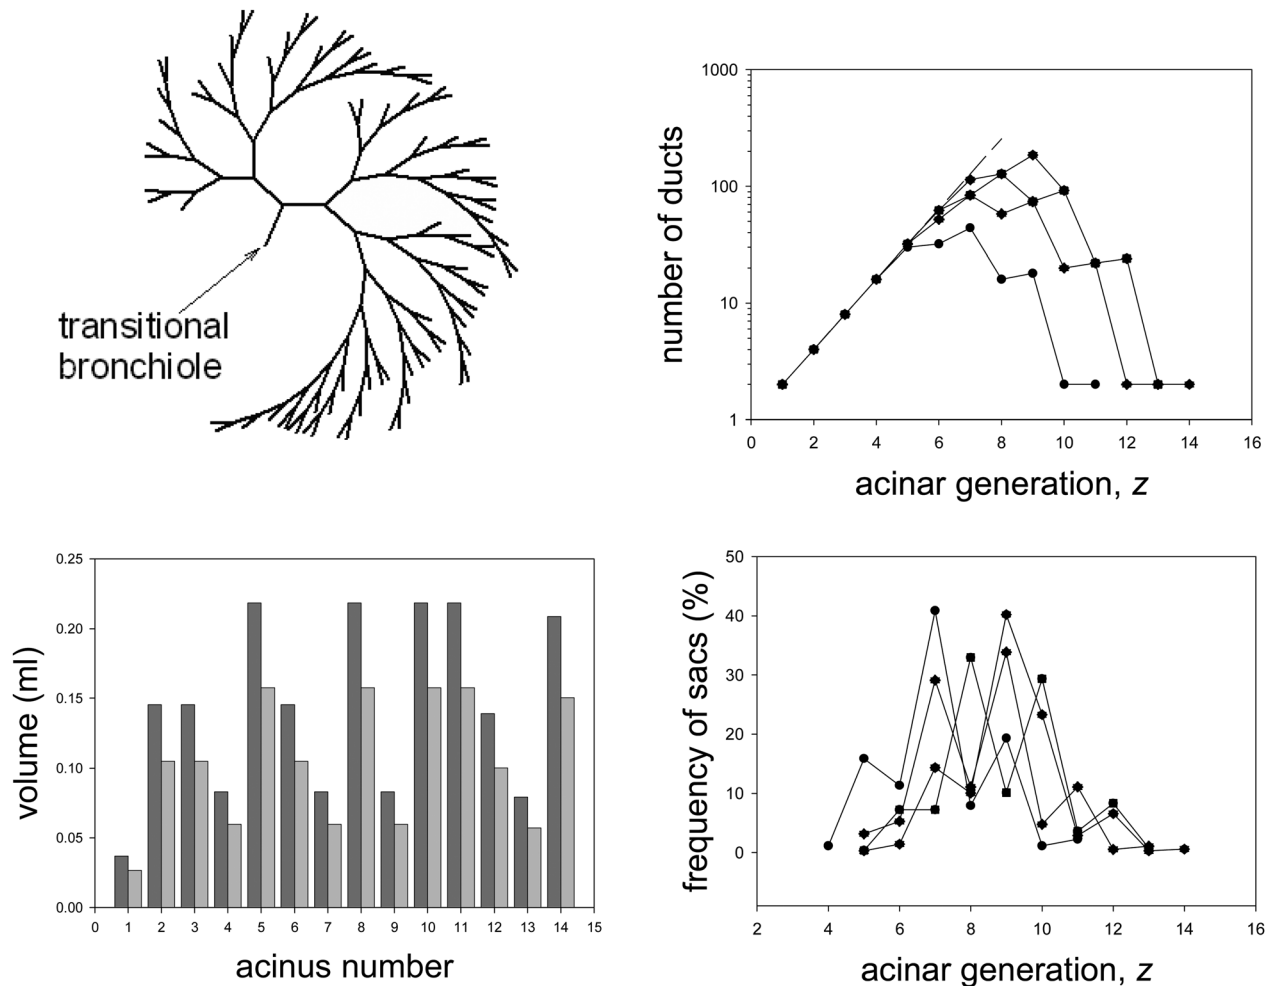 transitional
bronchiole
1000
100
10
1
number of ducts
0 2 4 6 8 10 12 14 16
acinar generation, z
0.25
0.20
0.15
0.10
0.05
0.00
volume (ml)
0 1 2 3 4 5 6 7 8 9 10 11 12 13 14 15
acinus number
50
40
30
20
10
0
frequency of sacs (%)
2 4 6 8 10 12 14 16
acinar generation, z